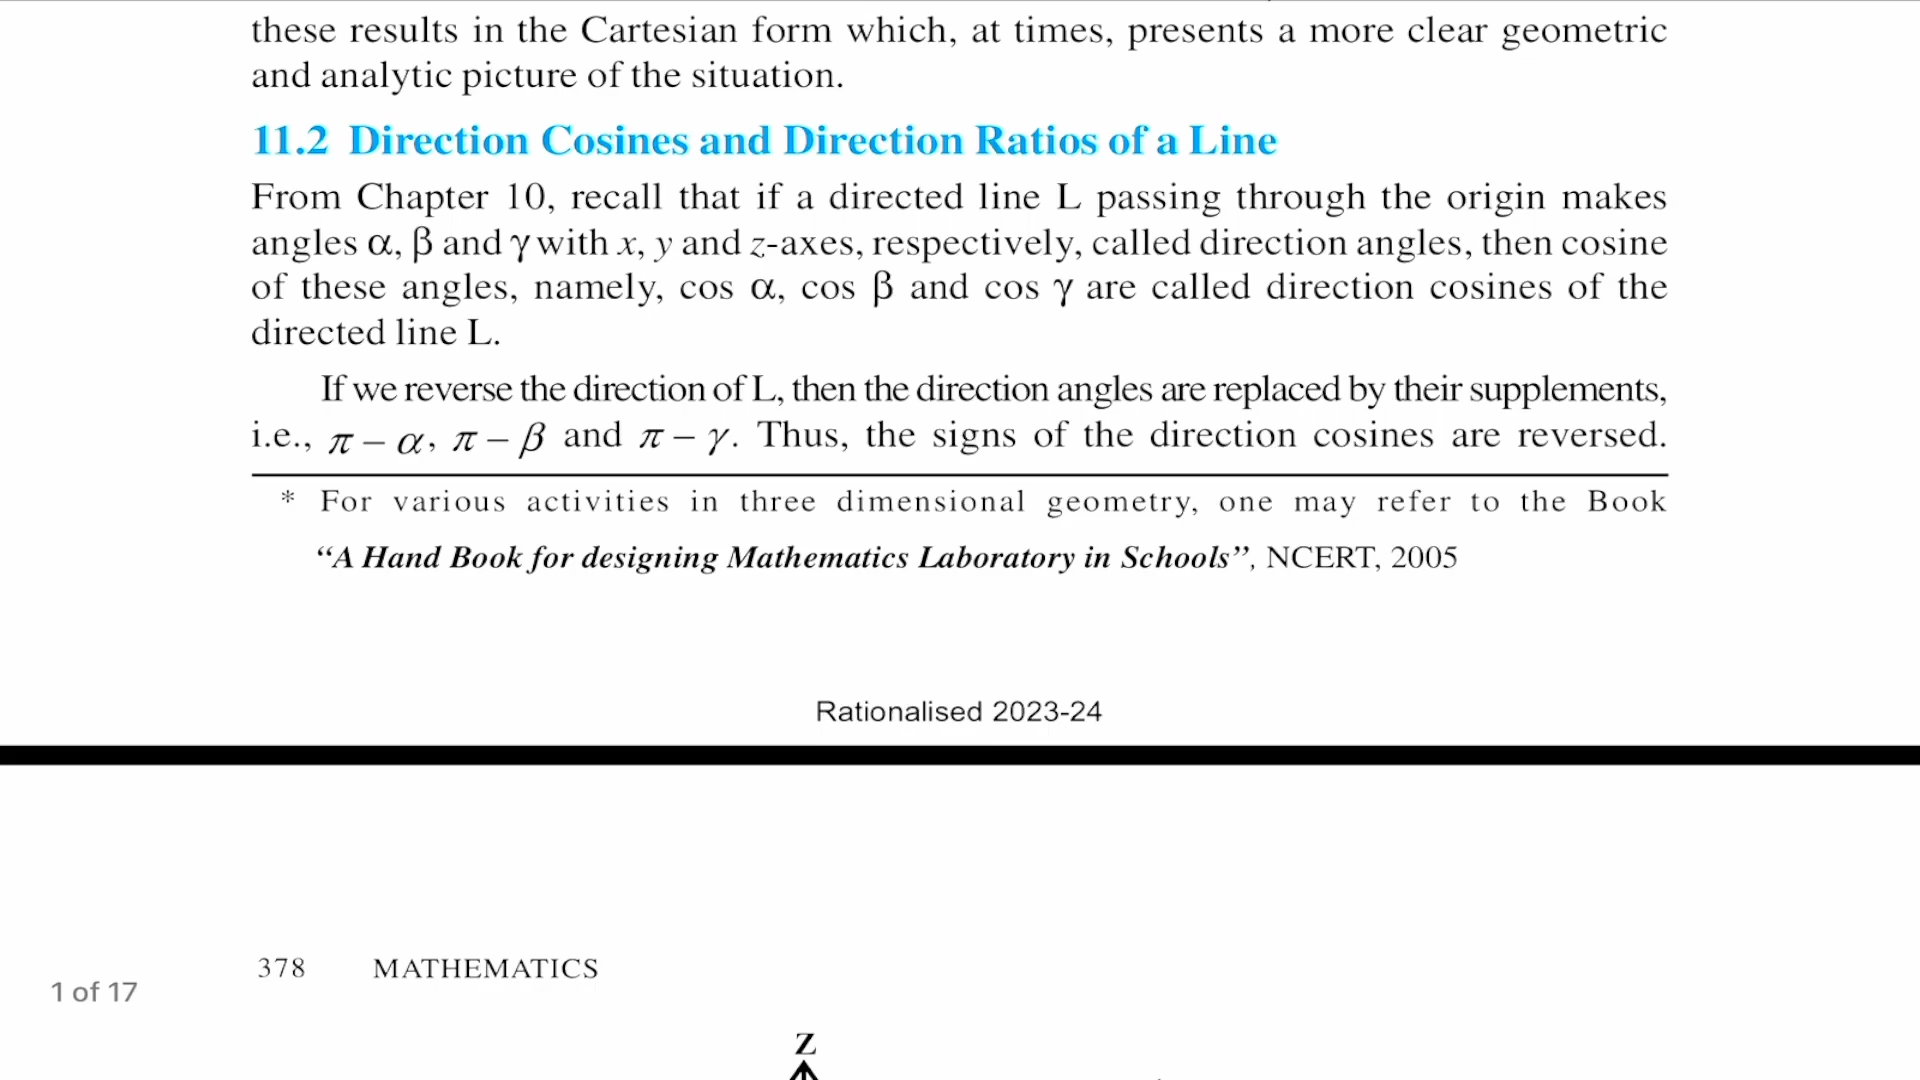 these results in the Cartesian form which, at times, presents a more clear geometric
and analytic picture of the situation.
11.2 Direction Cosines and Direction Ratios of a Line
From Chapter 10, recall that if a directed line L passing through the origin makes
angles α, β and γ with x, y and z-axes, respectively, called direction angles, then cosine
of these angles, namely, cos α, cos β and cos γ are called direction cosines of the
directed line L.
If we reverse the direction of L, then the direction angles are replaced by their supplements,
i.e., π – α, π – β and π – γ. Thus, the signs of the direction cosines are reversed.
* For various activities in three dimensional geometry, one may refer to the Book
“A Hand Book for designing Mathematics Laboratory in Schools”, NCERT, 2005
Rationalised 2023-24
378 MATHEMATICS
1 of 17
Z